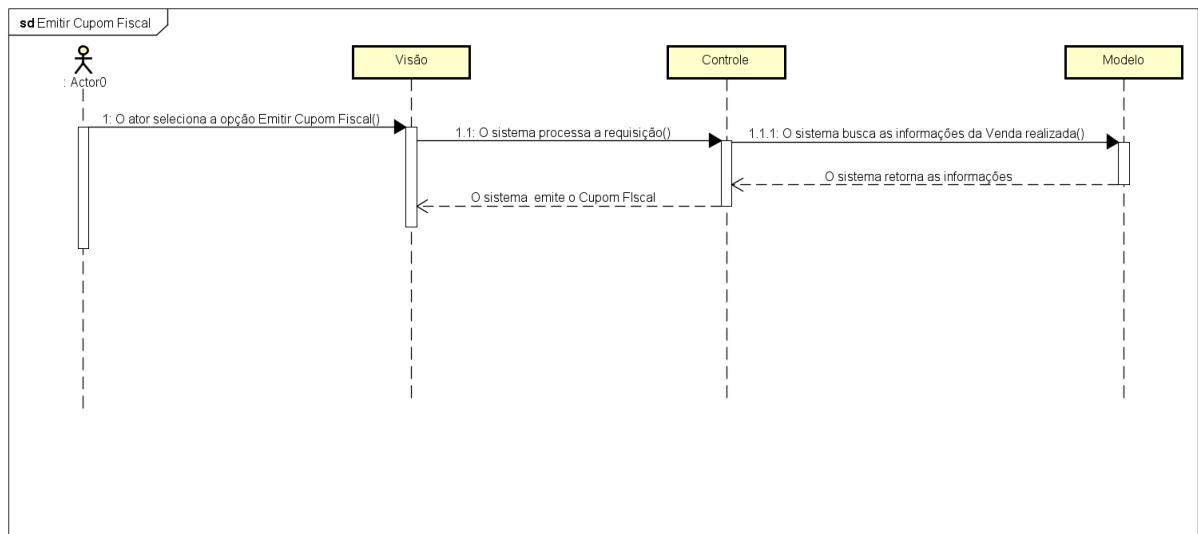 sd Emitir Cupom Fiscal
: Actor0
Visão
Controle
Modelo
1: O ator seleciona a opção Emitir Cupom Fiscal()
1.1: O sistema processa a requisição()
1.1.1: O sistema busca as informações da Venda realizada()
O sistema retorna as informações
O sistema emite o Cupom FIscal